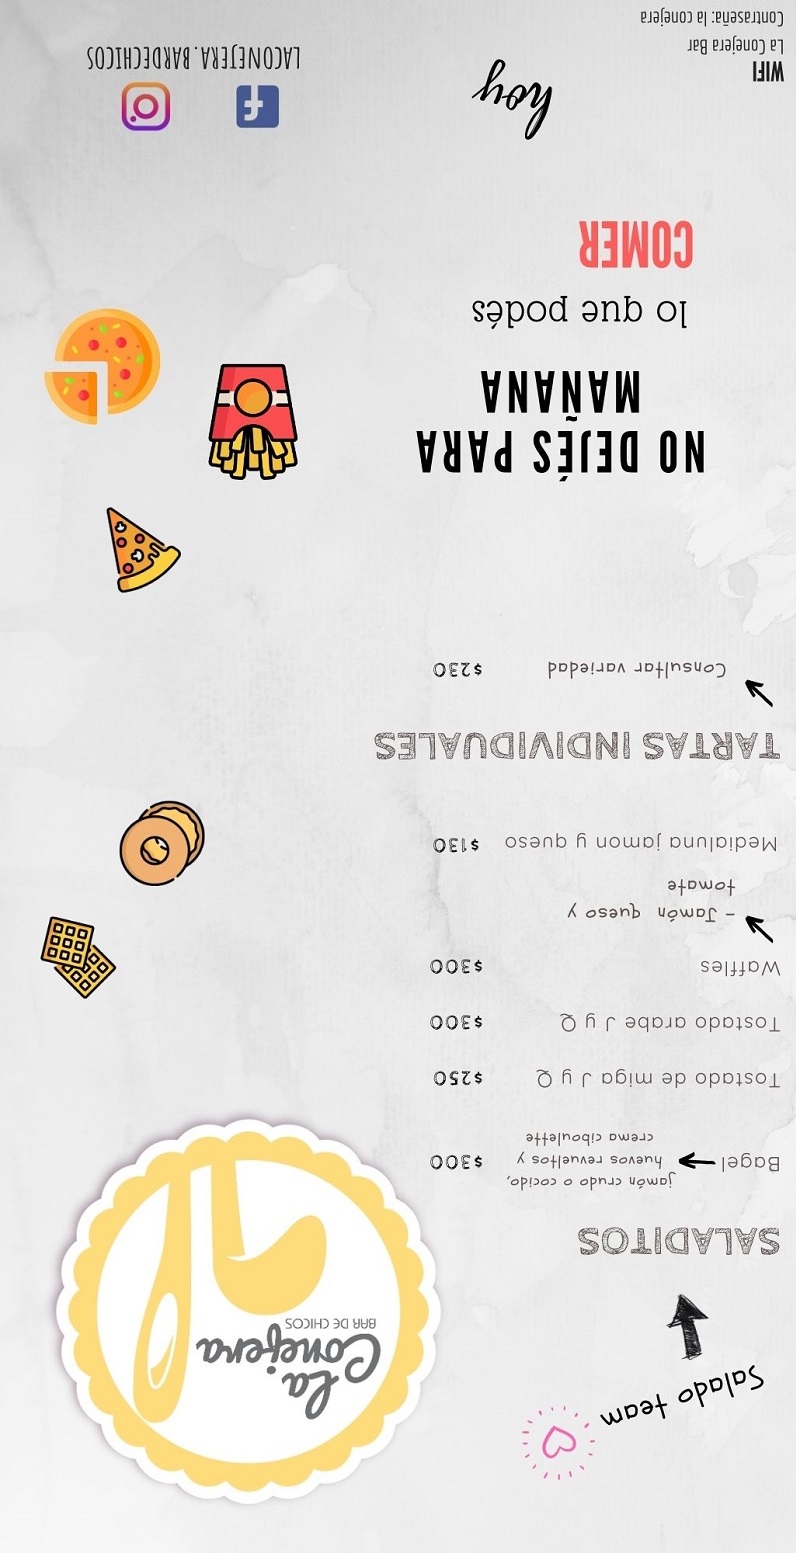 Salado team
La
Conejera
BAR DE CHICOS
SALADITOS
Bagel jamón crudo o cocido,
huevos revueltos y
crema ciboulette
$300
Tostado de miga J y Q $250
Tostado arabe J y Q $300
Waffles $300
- Jamón queso y
tomate
Medialuna jamon y queso $130
TARTAS INDIVIDUALES
Consultar variedad $230
NO DEJÉS PARA
MAÑANA
lo que podés
COMER
hoy
WIFI
La Conejera Bar
Contraseña: la conejera
LACONEJERA.BARDECHICOS